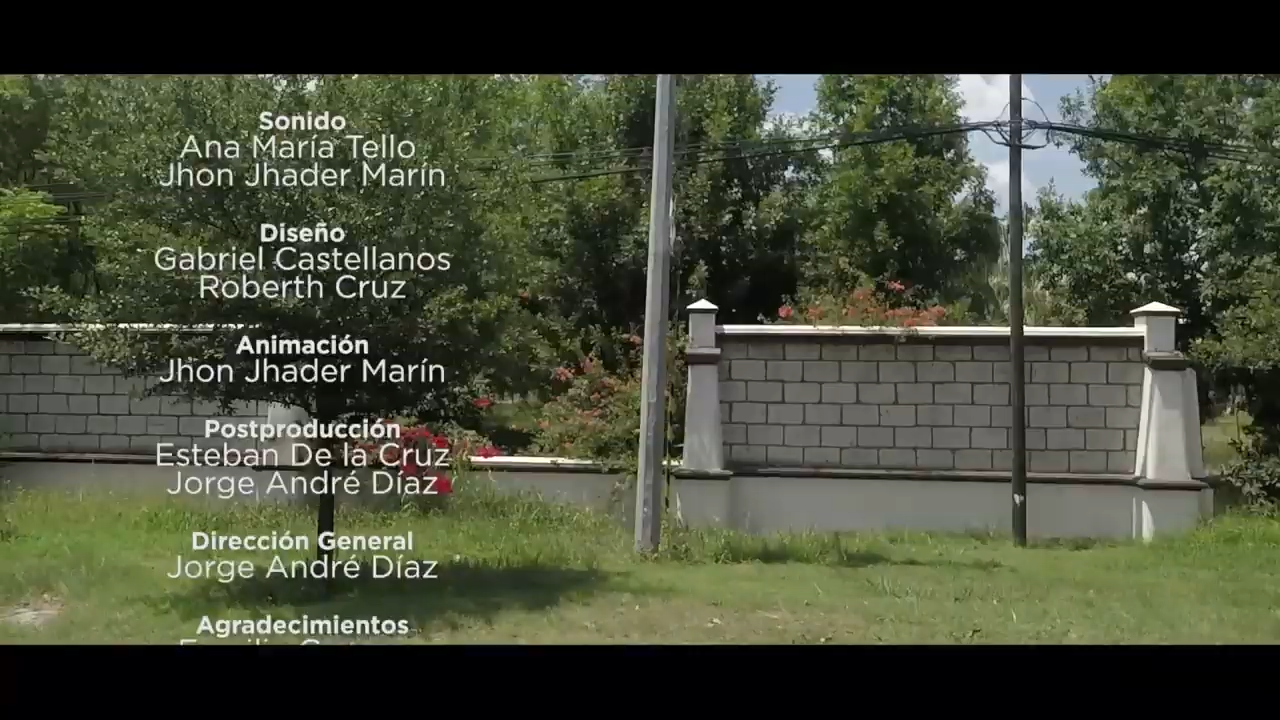 Sonido
Ana María Tello
Jhon Jhader Marín
Diseño
Gabriel Castellanos
Roberth Cruz
Animación
Jhon Jhader Marín
Postproducción
Esteban De la Cruz
Jorge André Díaz
Dirección General
Jorge André Díaz
Agradecimientos